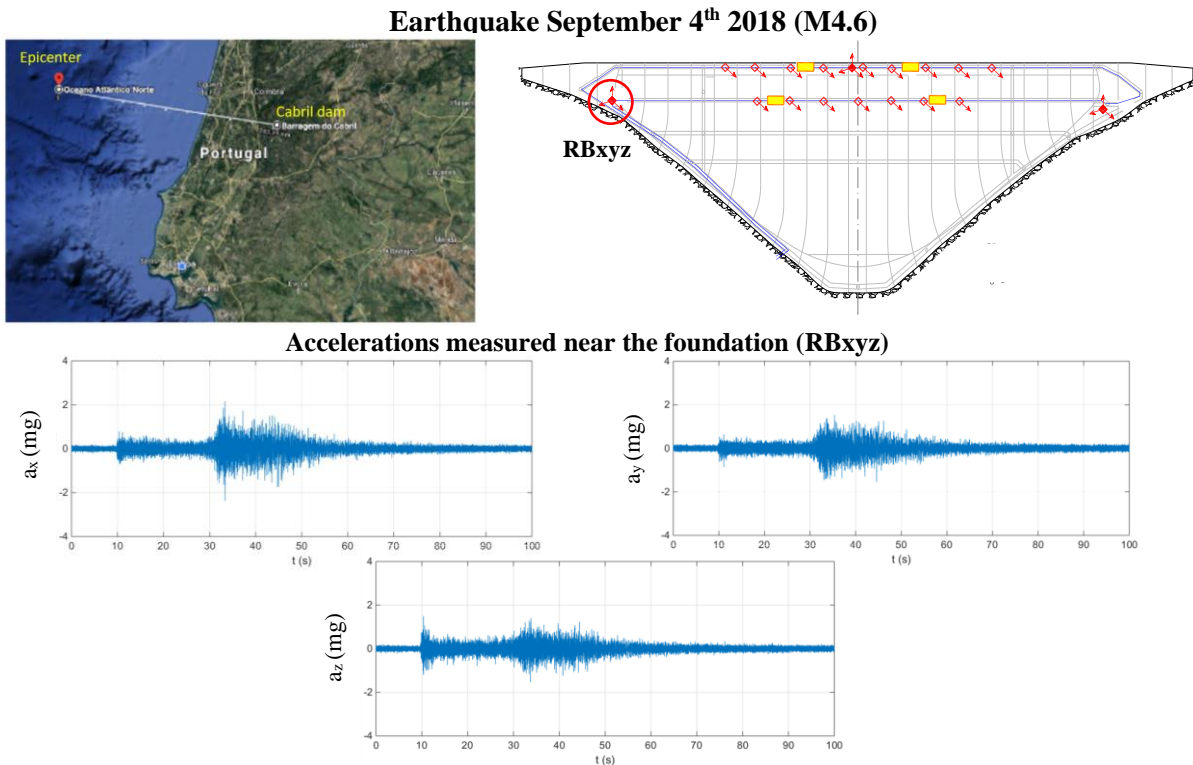 Earthquake September 4th 2018 (M4.6)
Epicenter
Oceano Atlântico Norte
Coimbra
Cabril dam
Barragem do Cabril
Portugal
RBxyz
Accelerations measured near the foundation (RBxyz)
4
2
0
-2
-4
ax (mg)
0 10 20 30 40 50 60 70 80 90 100
t (s)
4
2
0
-2
-4
ay (mg)
0 10 20 30 40 50 60 70 80 90 100
t (s)
4
2
0
-2
-4
az (mg)
0 10 20 30 40 50 60 70 80 90 100
t (s)